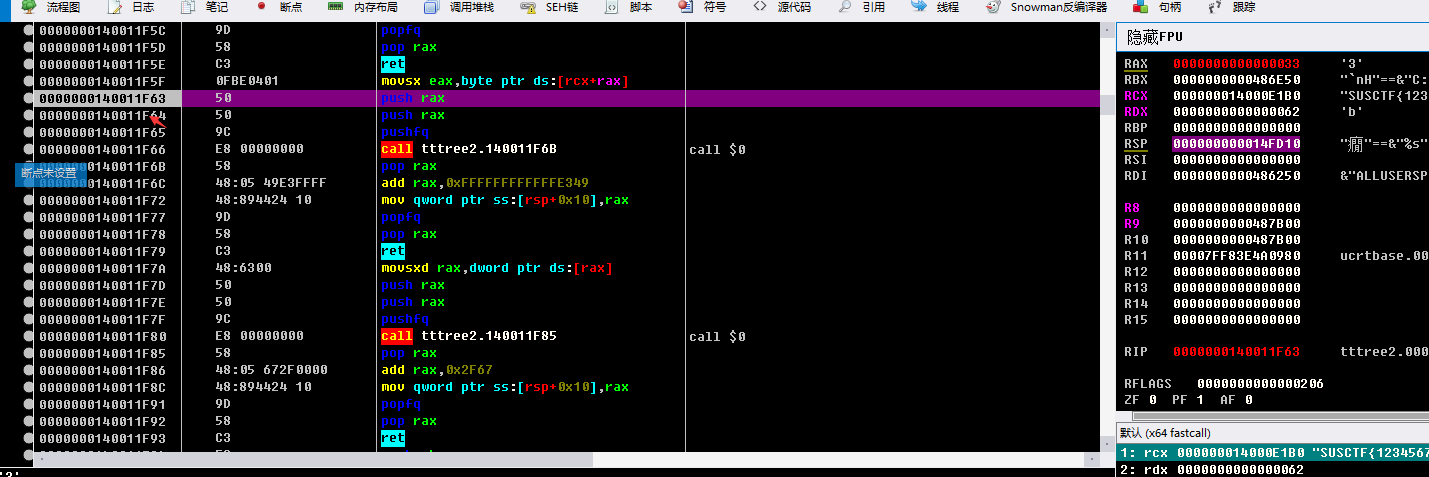 流程图 日志 笔记 断点 内存布局 调用堆栈 SEH链 脚本 符号 源代码 引用 线程 Snowman反编译器 句柄 跟踪
0000000140011F5C 9D popfq
0000000140011F5D 58 pop rax
0000000140011F5E C3 ret
0000000140011F5F 0FBE0401 movsx eax,byte ptr ds:[rcx+rax]
0000000140011F63 50 push rax
0000000140011F64 50 push rax
0000000140011F65 9C pushfq
0000000140011F66 E8 00000000 call tttree2.140011F6B call $0
0000000140011F6B 58 pop rax
断点未设置
0000000140011F6C 48:05 49E3FFFF add rax,0xFFFFFFFFFFFFE349
0000000140011F72 48:894424 10 mov qword ptr ss:[rsp+0x10],rax
0000000140011F77 9D popfq
0000000140011F78 58 pop rax
0000000140011F79 C3 ret
0000000140011F7A 48:6300 movsxd rax,dword ptr ds:[rax]
0000000140011F7D 50 push rax
0000000140011F7E 50 push rax
0000000140011F7F 9C pushfq
0000000140011F80 E8 00000000 call tttree2.140011F85 call $0
0000000140011F85 58 pop rax
0000000140011F86 48:05 672F0000 add rax,0x2F67
0000000140011F8C 48:894424 10 mov qword ptr ss:[rsp+0x10],rax
0000000140011F91 9D popfq
0000000140011F92 58 pop rax
0000000140011F93 C3 ret
隐藏FPU
RAX 0000000000000033 '3'
RBX 0000000000486E50 "`nH"==&"C:
RCX 000000014000E1B0 "SUSCTF{1234
RDX 0000000000000062 'b'
RBP 0000000000000000
RSP 000000000014FD10 "==&"%s"
RSI 0000000000000000
RDI 0000000000486250 &"ALLUSERSP
R8 0000000000000000
R9 0000000000487B00
R10 0000000000487B00
R11 00007FF83E4A0980 ucrtbase.00
R12 0000000000000000
R13 0000000000000000
R14 0000000000000000
R15 0000000000000000
RIP 0000000140011F63 tttree2.000
RFLAGS 0000000000000206
ZF 0 PF 1 AF 0
默认 (x64 fastcall)
1: rcx 000000014000E1B0 "SUSCTF{1234567
2: rdx 0000000000000062